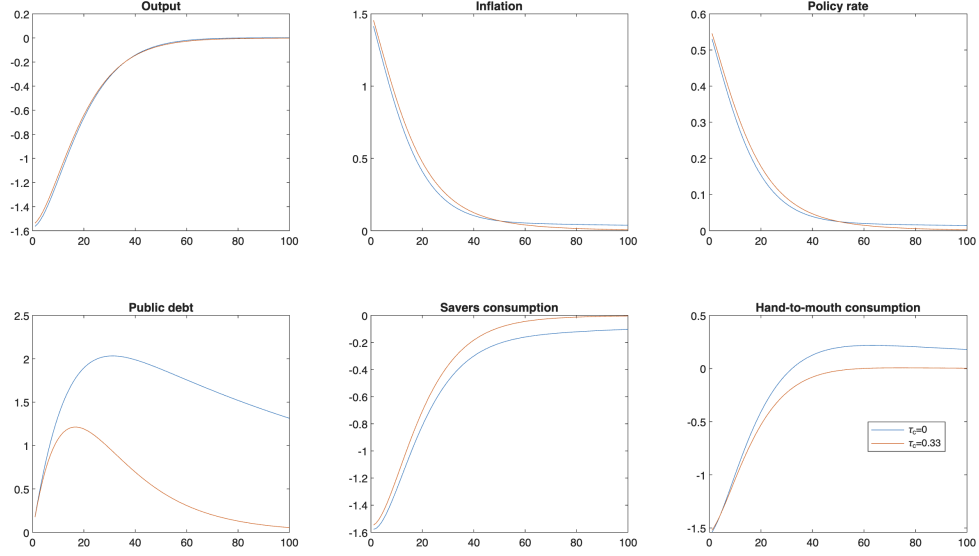 Output
0.2
0
-0.2
-0.4
-0.6
-0.8
-1
-1.2
-1.4
-1.6
0 20 40 60 80 100
Inflation
1.5
1
0.5
0
0 20 40 60 80 100
Policy rate
0.6
0.5
0.4
0.3
0.2
0.1
0
0 20 40 60 80 100
Public debt
2.5
2
1.5
1
0.5
0
0 20 40 60 80 100
Savers consumption
0
-0.2
-0.4
-0.6
-0.8
-1
-1.2
-1.4
-1.6
0 20 40 60 80 100
Hand-to-mouth consumption
0.5
0
-0.5
-1
-1.5
0 20 40 60 80 100
τc=0
τc=0.33